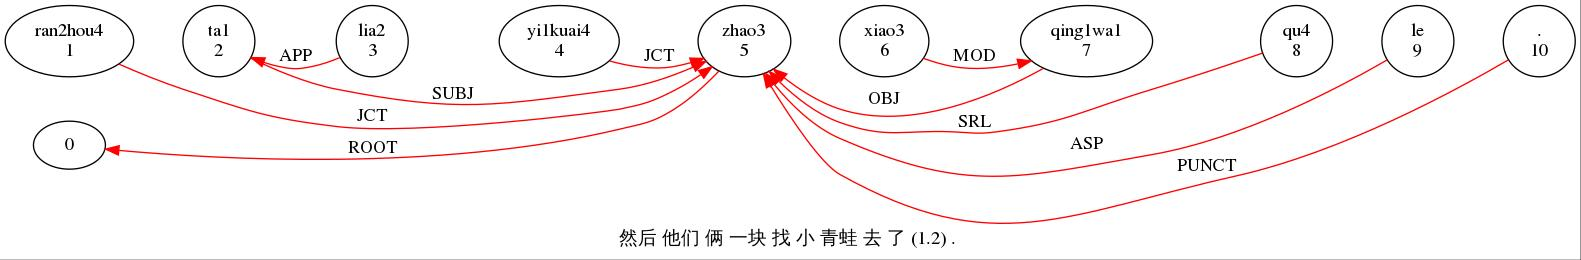 ran2hou4 ta1 lia2 yi1kuai4 zhao3 xiao3 qing1wa1 qu4 le .
1 2 3 4 5 6 7 8 9 10
APP JCT MOD
SUBJ OBJ
JCT SRL
0 ROOT ASP
PUNCT
然后 他们 俩 一块 找 小 青蛙 去 了 (1.2) .